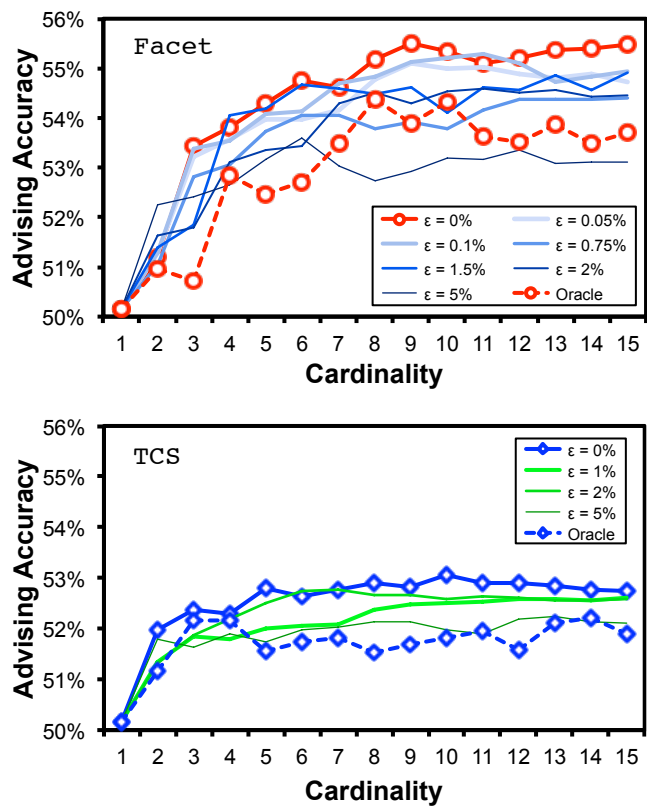 Facet
Advising Accuracy
56%
55%
54%
53%
52%
51%
50%
ε = 0% ε = 0.05%
ε = 0.1% ε = 0.75%
ε = 1.5% ε = 2%
ε = 5% Oracle
1 2 3 4 5 6 7 8 9 10 11 12 13 14 15
Cardinality
TCS
Advising Accuracy
56%
55%
54%
53%
52%
51%
50%
ε = 0%
ε = 1%
ε = 2%
ε = 5%
Oracle
1 2 3 4 5 6 7 8 9 10 11 12 13 14 15
Cardinality